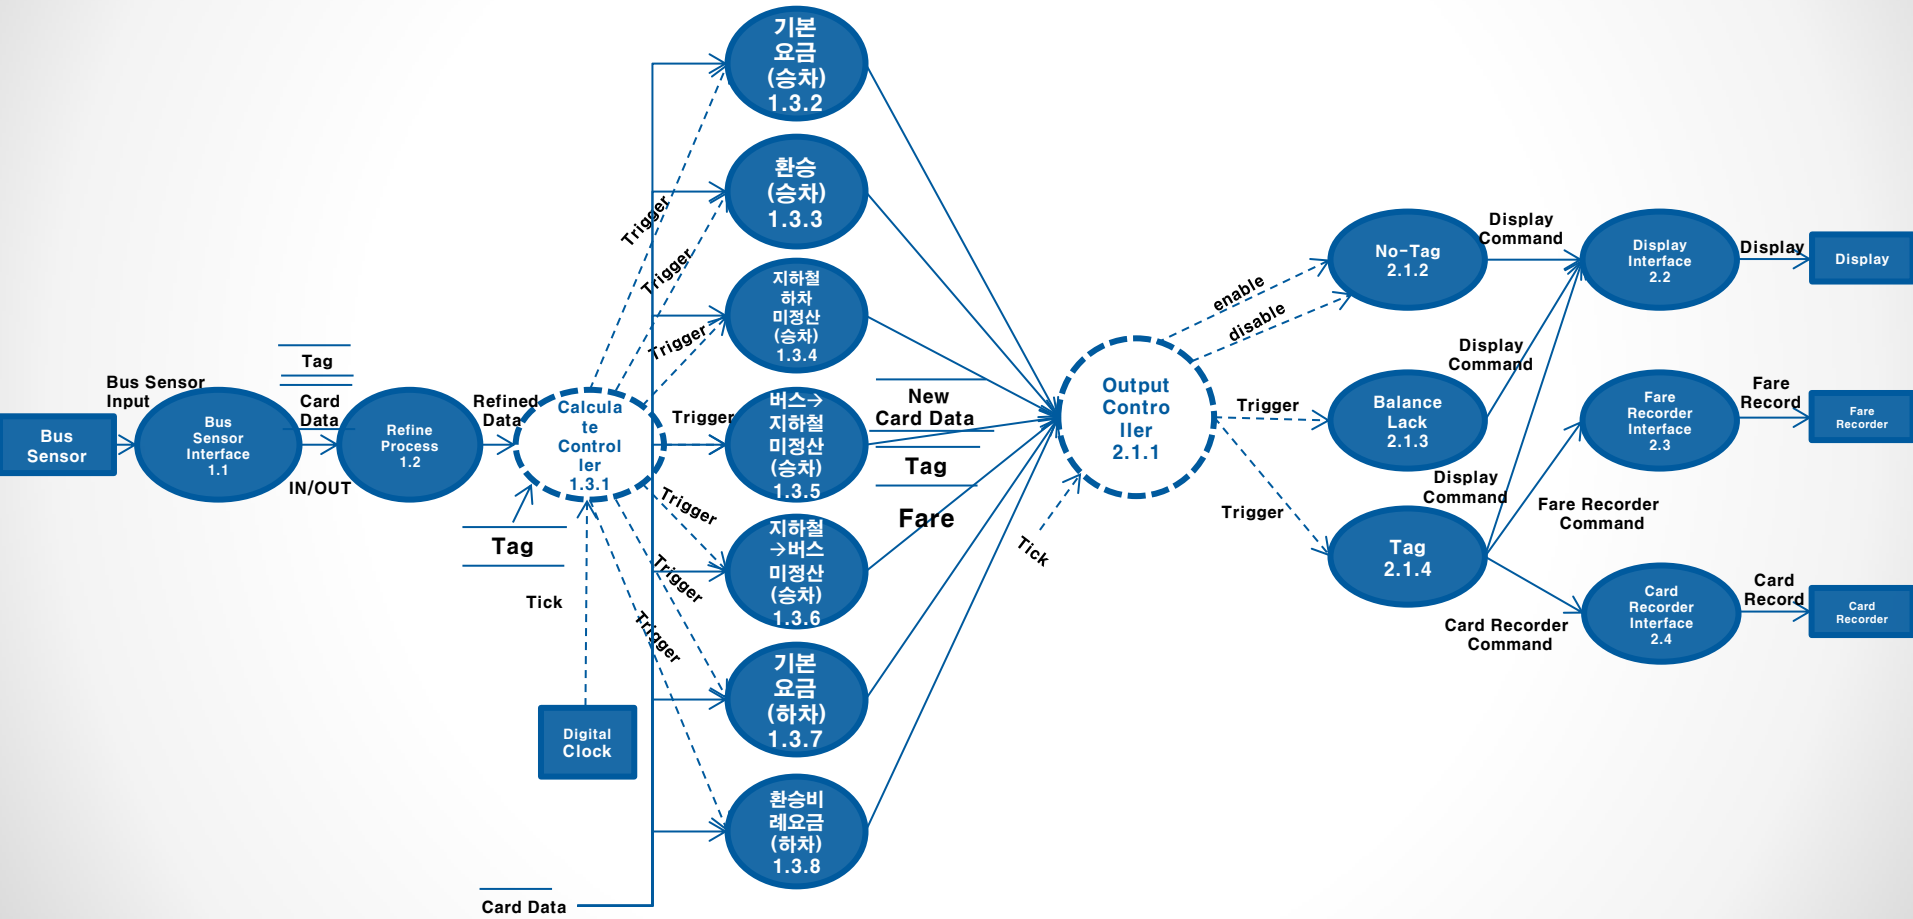 Bus
Sensor
Bus Sensor
Input
Bus
Sensor
Interface
1.1
Tag
Card
Data
IN/OUT
Refine
Process
1.2
Refined
Data
Calcula
te
Control
ler
1.3.1
Tag
Tick
Digital
Clock
Card Data
Trigger
Trigger
Trigger
Trigger
Trigger
Trigger
Trigger
기본
요금
(승차)
1.3.2
환승
(승차)
1.3.3
지하철
하차
미정산
(승차)
1.3.4
버스→
지하철
미정산
(승차)
1.3.5
지하철
→버스
미정산
(승차)
1.3.6
기본
요금
(하차)
1.3.7
환승비
례요금
(하차)
1.3.8
New
Card Data
Tag
Fare
Tick
Output
Contro
ller
2.1.1
enable
disable
Trigger
Trigger
No-Tag
2.1.2
Balance
Lack
2.1.3
Tag
2.1.4
Display
Command
Display
Command
Display
Command
Fare Recorder
Command
Card Recorder
Command
Display
Interface
2.2
Fare
Recorder
Interface
2.3
Card
Recorder
Interface
2.4
Display
Fare
Record
Card
Record
Display
Fare
Recorder
Card
Recorder